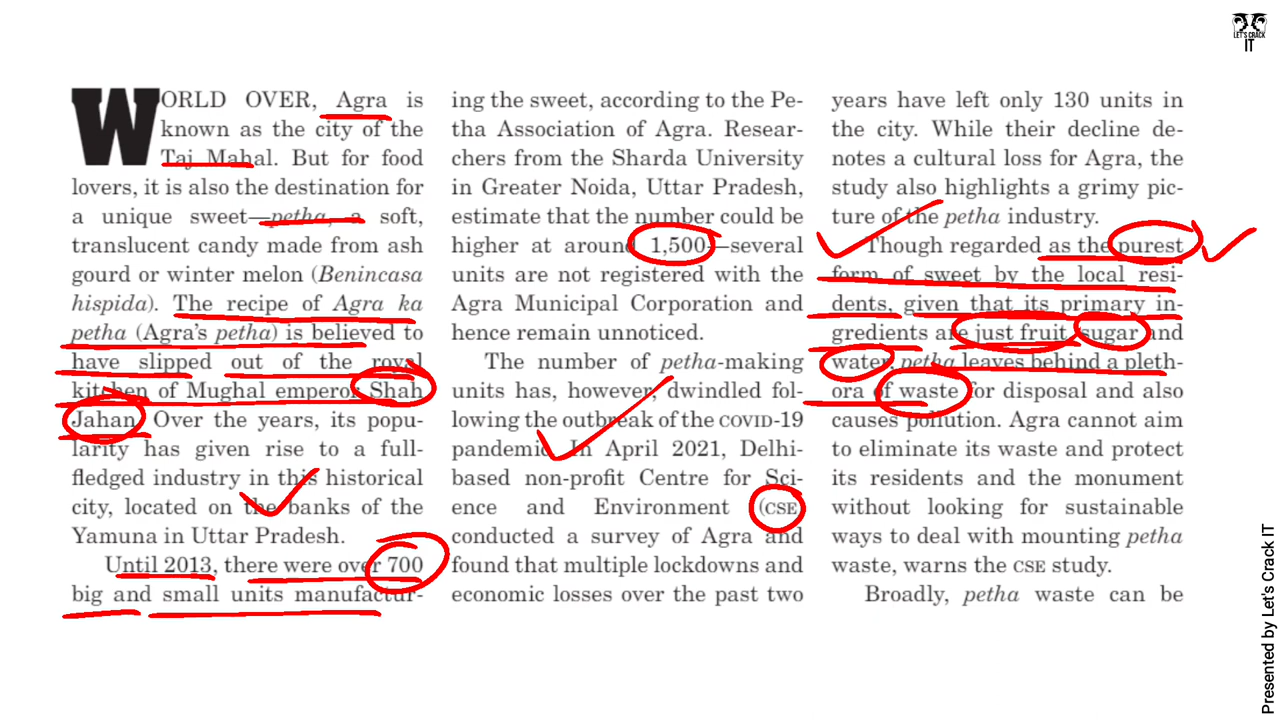 LET'S CRACK
IT
WORLD OVER, Agra is
known as the city of the
Taj Mahal. But for food
lovers, it is also the destination for
a unique sweet—petha, a soft,
translucent candy made from ash
gourd or winter melon (Benincasa
hispida). The recipe of Agra ka
petha (Agra's petha) is believed to
have slipped out of the royal
kitchen of Mughal emperor Shah
Jahan. Over the years, its popu-
larity has given rise to a full-
fledged industry in this historical
city, located on the banks of the
Yamuna in Uttar Pradesh.
Until 2013, there were over 700
big and small units manufactur-
ing the sweet, according to the Pe-
tha Association of Agra. Resear-
chers from the Sharda University
in Greater Noida, Uttar Pradesh,
estimate that the number could be
higher at around 1,500—several
units are not registered with the
Agra Municipal Corporation and
hence remain unnoticed.
The number of petha-making
units has, however, dwindled fol-
lowing the outbreak of the COVID-19
pandemic. In April 2021, Delhi-
based non-profit Centre for Sci-
ence and Environment (CSE)
conducted a survey of Agra and
found that multiple lockdowns and
economic losses over the past two
years have left only 130 units in
the city. While their decline de-
notes a cultural loss for Agra, the
study also highlights a grimy pic-
ture of the petha industry.
Though regarded as the purest
form of sweet by the local resi-
dents, given that its primary in-
gredients are just fruit, sugar and
water, petha leaves behind a pleth-
ora of waste for disposal and also
causes pollution. Agra cannot aim
to eliminate its waste and protect
its residents and the monument
without looking for sustainable
ways to deal with mounting petha
waste, warns the CSE study.
Broadly, petha waste can be
Presented by Let's Crack IT